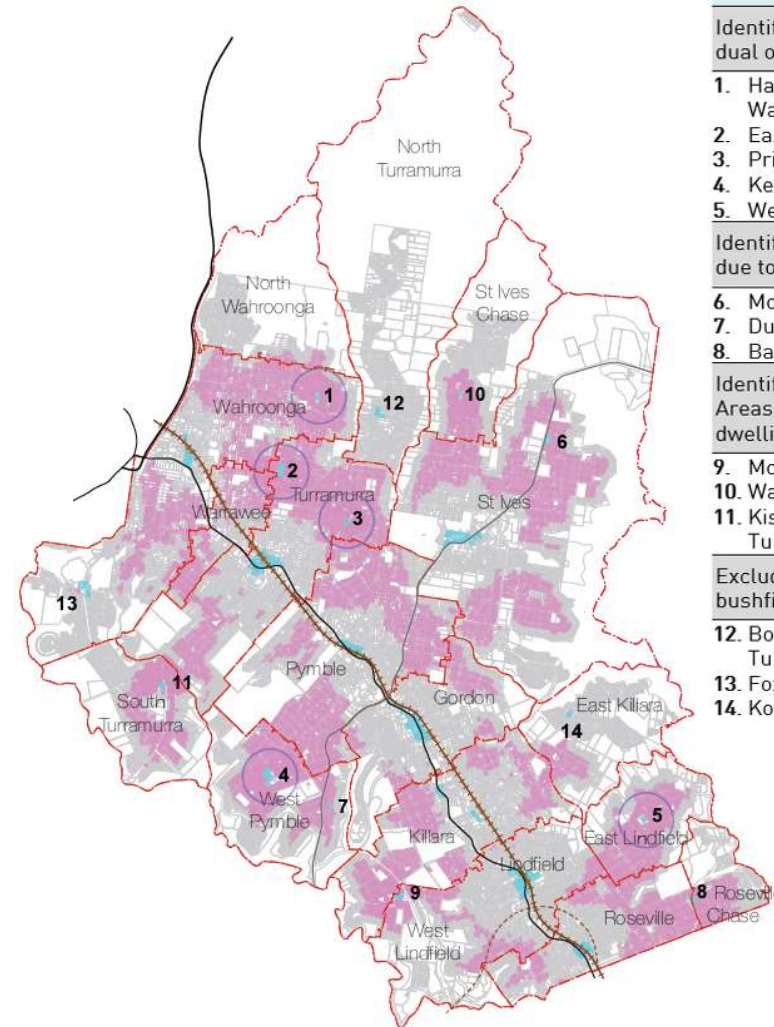 North
Turramurra
North
Wahroonga
St Ives
Chase
1
Wahroonga
12
10
6
2
Turramurra
St Ives
Warrawee
3
13
Pymble
11
South
Turramurra
Gordon
East Killara
14
4
West
Pymble
7
5
East Lindfield
Killara
Lindfield
9
West
Lindfield
8
Roseville
Chase
Roseville
Identif
dual o
1. Ha
Wa
2. Ea
3. Pri
4. Ke
5. We
Identif
due to
6. Mo
7. Du
8. Ba
Identif
Areas
dwelli
9. Mo
10. Wa
11. Kis
Tu
Exclud
bushfi
12. Bo
Tu
13. Fo
14. Ko